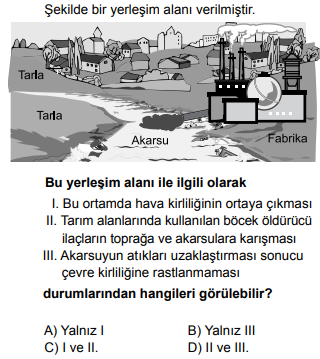 Şekilde bir yerleşim alanı verilmiştir.
Tarla
Tarla
Akarsu
Fabrika
Bu yerleşim alanı ile ilgili olarak
I. Bu ortamda hava kirliliğinin ortaya çıkması
II. Tarım alanlarında kullanılan böcek öldürücü
ilaçların toprağa ve akarsulara karışması
III. Akarsuyun atıkları uzaklaştırması sonucu
çevre kirliliğine rastlanmaması
durumlarından hangileri görülebilir?
A) Yalnız I
B) Yalnız III
C) I ve II.
D) II ve III.